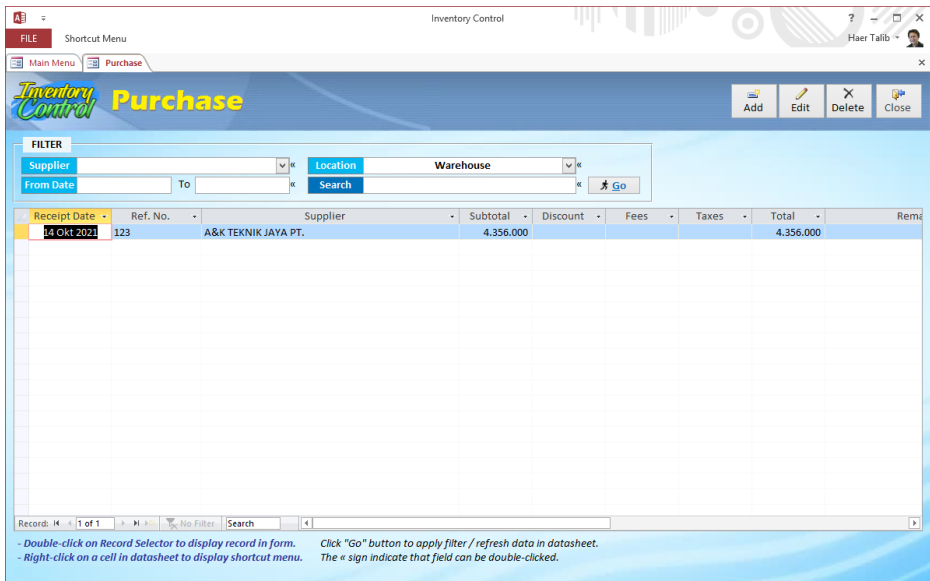 Inventory Control
FILE Shortcut Menu Haer Talib
Main Menu Purchase
Inventory Control Purchase Add Edit Delete Close
FILTER
Supplier « Location Warehouse «
From Date To « Search « Go
Receipt Date Ref. No. Supplier Subtotal Discount Fees Taxes Total Rema
14 Okt 2021 123 A&K TEKNIK JAYA PT. 4.356.000 4.356.000
Record: 1 of 1 No Filter Search
- Double-click on Record Selector to display record in form. Click "Go" button to apply filter / refresh data in datasheet.
- Right-click on a cell in datasheet to display shortcut menu. The « sign indicate that field can be double-clicked.